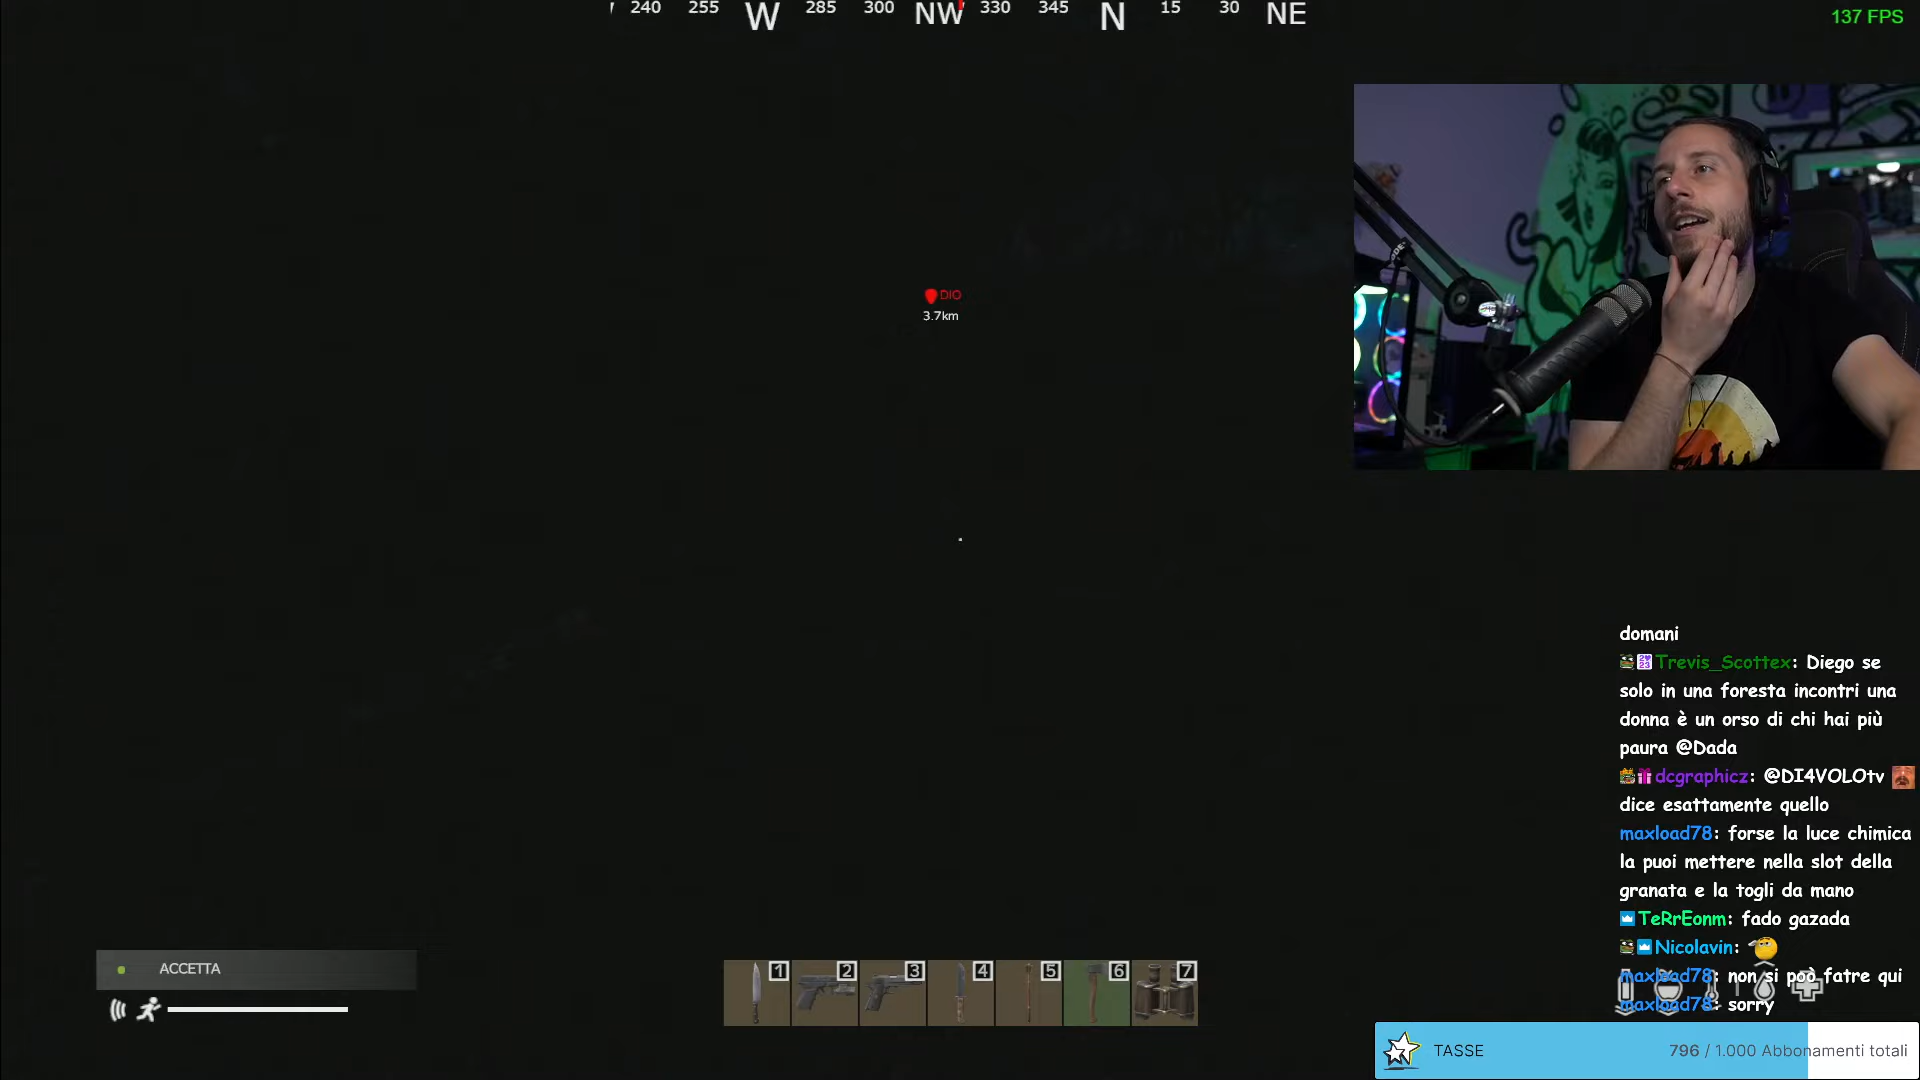 240 255 W 285 300 NW 330 345 N 15 30 NE
137 FPS
DIO
3.7km
domani
Trevis_Scottex: Diego se
solo in una foresta incontri una
donna è un orso di chi hai più
paura @Dada
dcgraphicz: @DI4VOLOtv
dice esattamente quello
maxload78: forse la luce chimica
la puoi mettere nella slot della
granata e la togli da mano
TeRrEonm: fado gazada
Nicolavin:
maxload78: non si poò fatre qui
maxload78: sorry
ACCETTA
1 2 3 4 5 6 7
TASSE 796 / 1.000 Abbonamenti totali